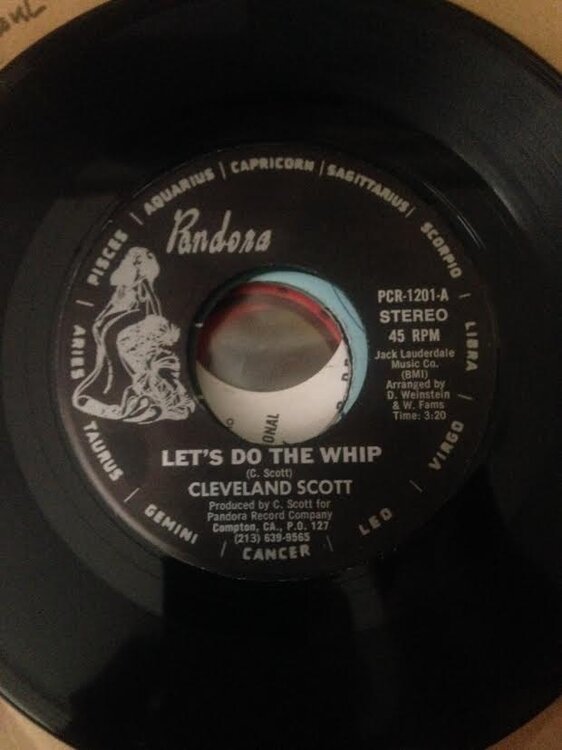 PISCES | AQUARIUS | CAPRICORN | SAGITTARIUS | SCORPIO | LIBRA | VIRGO | LEO | CANCER | GEMINI | TAURUS | ARIES |
Pandora
PCR-1201-A
STEREO
45 RPM
Jack Lauderdale
Music Co.
(BMI)
Arranged by
D. Weinstein
& W. Fams
Time: 3:20
ONAL
LET'S DO THE WHIP
(C. Scott)
CLEVELAND SCOTT
Produced by C. Scott for
Pandora Record Company
Compton, CA., P.O. 127
(213) 639-9565